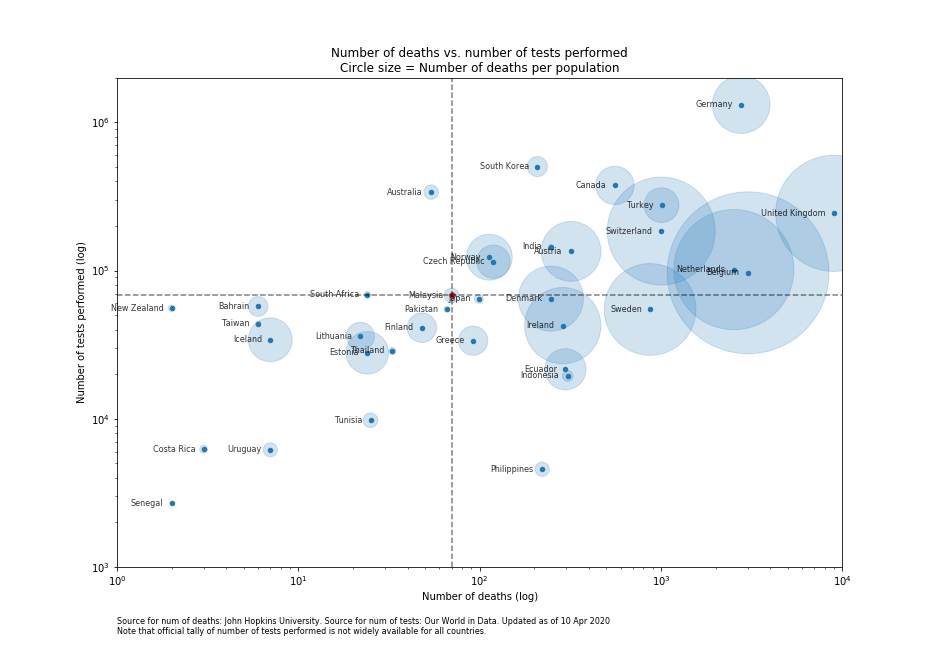 Number of deaths vs. number of tests performed
Circle size = Number of deaths per population
Number of tests performed (log)
10⁶
10⁵
10⁴
10³
Germany
South Korea
Canada
Australia
Turkey
United Kingdom
Switzerland
India
Austria
Norway
Czech Republic
Netherlands
Belgium
South Africa
Malaysia
Japan
Denmark
New Zealand
Bahrain
Pakistan
Sweden
Taiwan
Finland
Ireland
Iceland
Lithuania
Greece
Estonia
Thailand
Ecuador
Indonesia
Tunisia
Costa Rica
Uruguay
Philippines
Senegal
10⁰
10¹
10²
10³
10⁴
Number of deaths (log)
Source for num of deaths: John Hopkins University. Source for num of tests: Our World in Data. Updated as of 10 Apr 2020
Note that official tally of number of tests performed is not widely available for all countries.